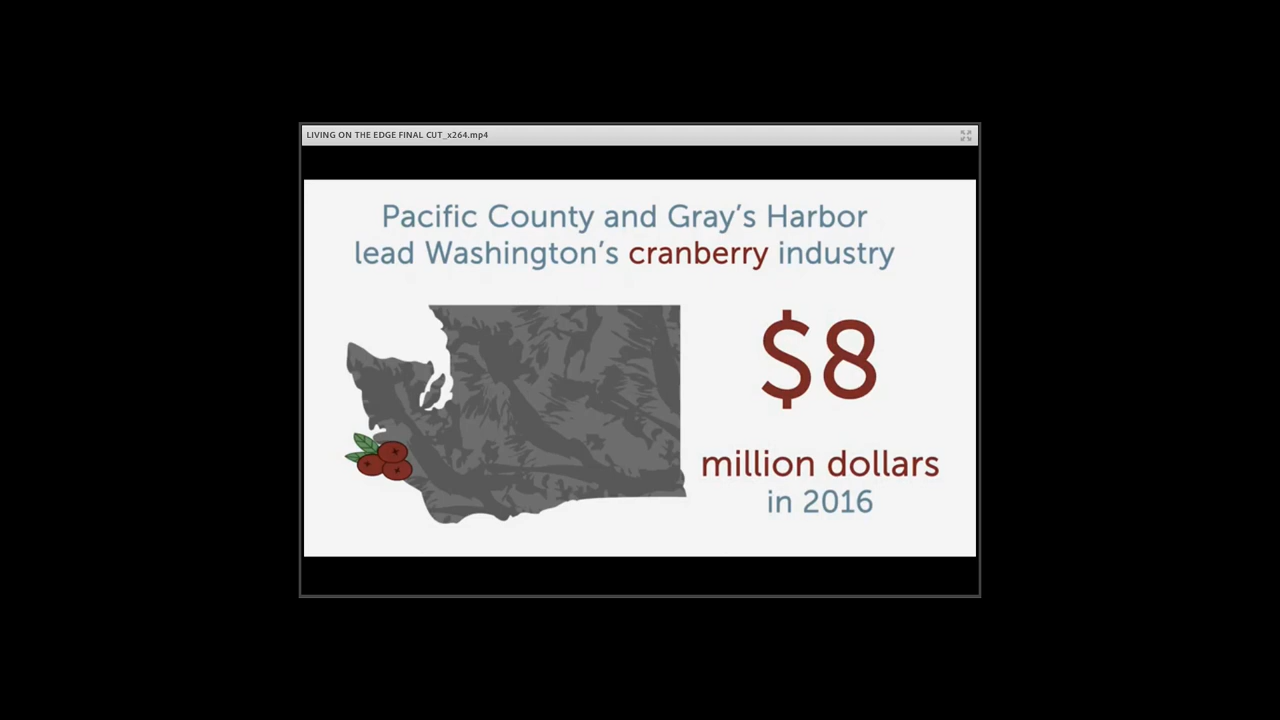 LIVING ON THE EDGE FINAL CUT_x264.mp4
Pacific County and Gray's Harbor
lead Washington's cranberry industry
$8
million dollars
in 2016